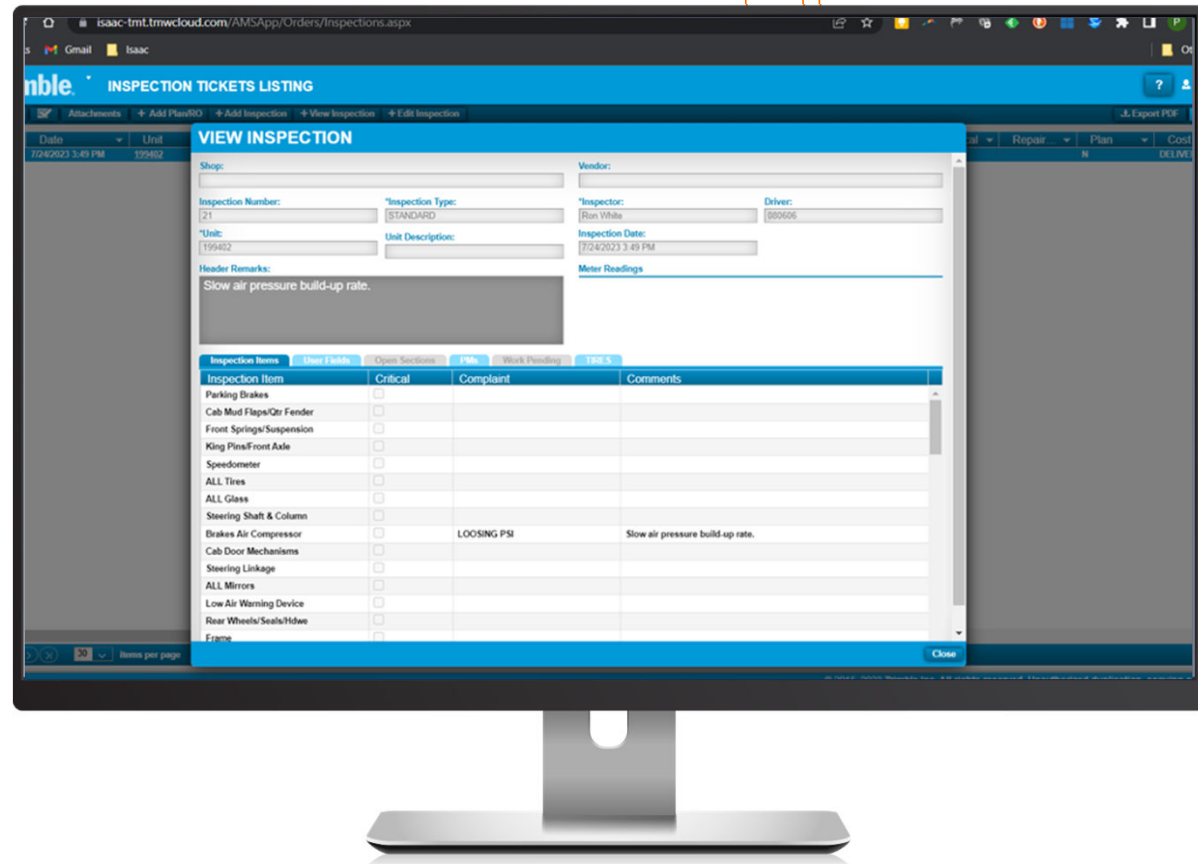 isaac-tmt.tmwcloud.com/AMSApp/Orders/Inspections.aspx
s Gmail Isaac
mble. INSPECTION TICKETS LISTING ?
Attachments + Add Plan/RO + Add Inspection + View Inspection + Edit Inspection Export PDF
Date Unit Repair... Plan Cost
7/24/2023 3:49 PM 199402 N DELIVE
VIEW INSPECTION
Shop: Vendor:
Inspection Number: *Inspection Type: *Inspector: Driver:
21 STANDARD Ron White 080606
*Unit: Unit Description: Inspection Date:
199402 7/24/2023 3:49 PM
Header Remarks: Meter Readings
Slow air pressure build-up rate.
Inspection Items User Fields Open Sections PMs Work Pending TIRES
Inspection Item Critical Complaint Comments
Parking Brakes
Cab Mud Flaps/Qtr Fender
Front Springs/Suspension
King Pins/Front Axle
Speedometer
ALL Tires
ALL Glass
Steering Shaft & Column
Brakes Air Compressor LOOSING PSI Slow air pressure build-up rate.
Cab Door Mechanisms
Steering Linkage
ALL Mirrors
Low Air Warning Device
Rear Wheels/Seals/Hdwe
Frame
30 items per page
Close